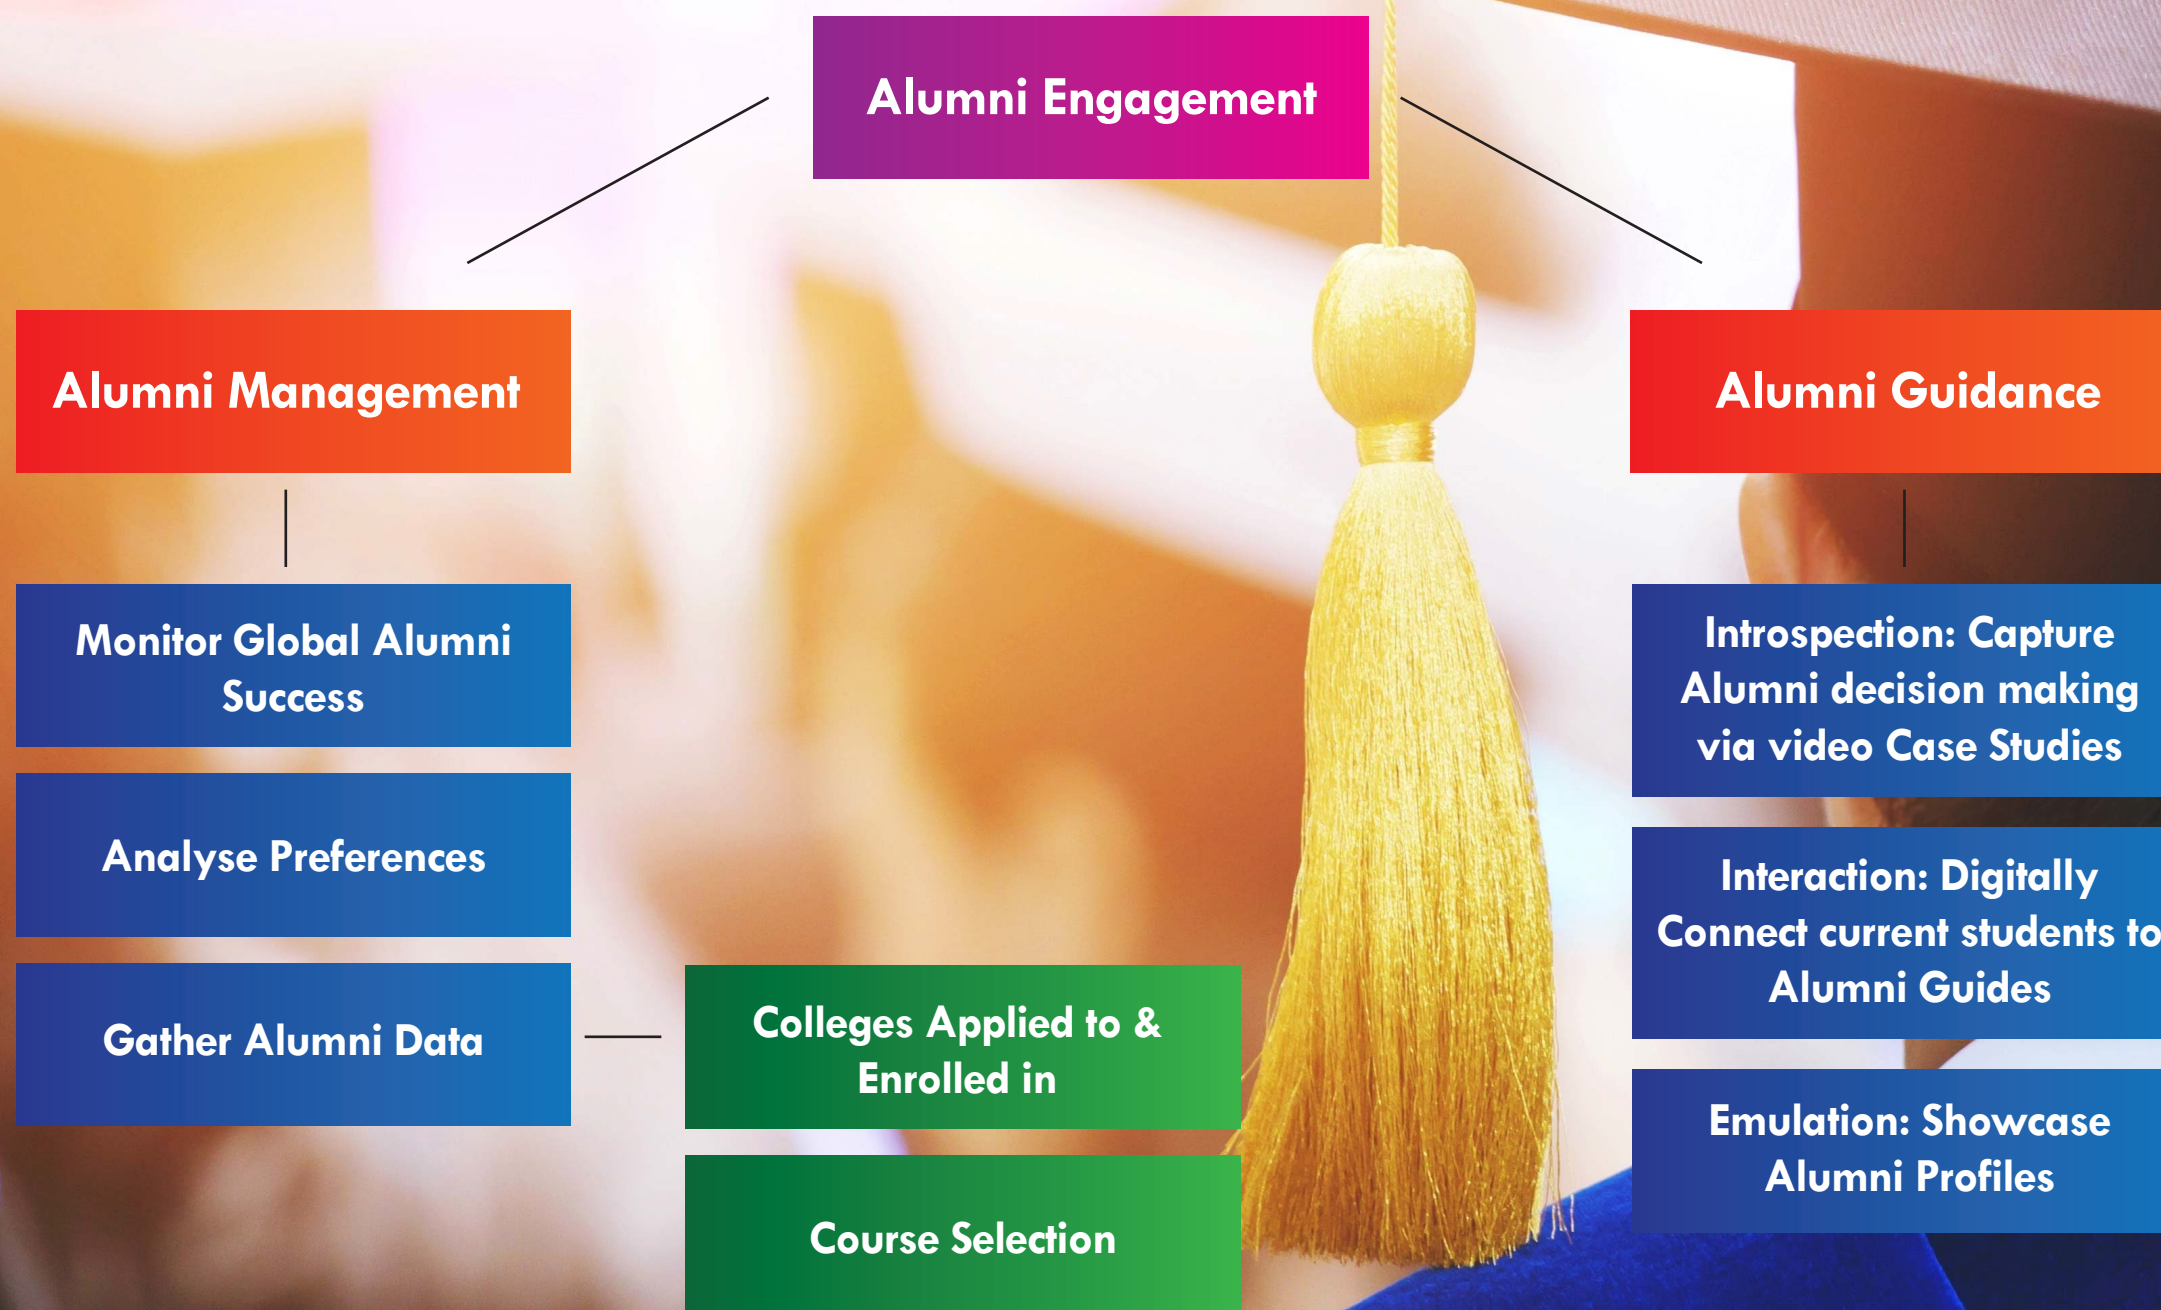 Alumni Engagement
Alumni Management
Alumni Guidance
Monitor Global Alumni
Success
Analyse Preferences
Gather Alumni Data
Colleges Applied to &
Enrolled in
Course Selection
Introspection: Capture
Alumni decision making
via video Case Studies
Interaction: Digitally
Connect current students to
Alumni Guides
Emulation: Showcase
Alumni Profiles